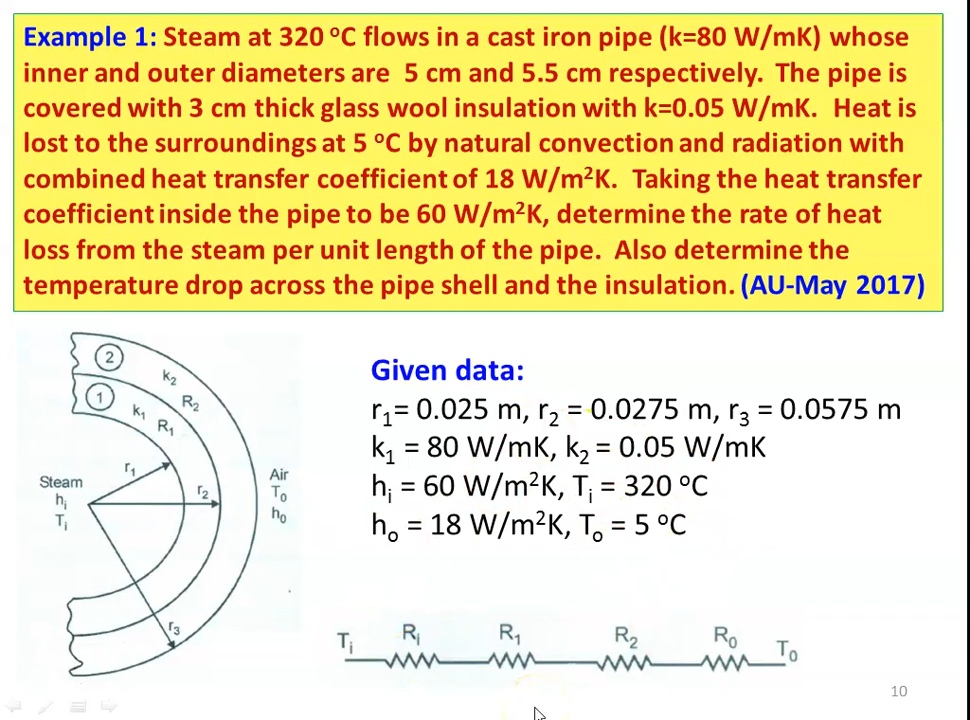 Example 1: Steam at 320 °C flows in a cast iron pipe (k=80 W/mK) whose
inner and outer diameters are 5 cm and 5.5 cm respectively. The pipe is
covered with 3 cm thick glass wool insulation with k=0.05 W/mK. Heat is
lost to the surroundings at 5 °C by natural convection and radiation with
combined heat transfer coefficient of 18 W/m²K. Taking the heat transfer
coefficient inside the pipe to be 60 W/m²K, determine the rate of heat
loss from the steam per unit length of the pipe. Also determine the
temperature drop across the pipe shell and the insulation. (AU-May 2017)
2
k₂
R₂
1
k₁
R₁
r₁
r₂
r₃
Steam
hᵢ
Tᵢ
Air
T₀
h₀
Given data:
r₁= 0.025 m, r₂ = 0.0275 m, r₃ = 0.0575 m
k₁ = 80 W/mK, k₂ = 0.05 W/mK
hᵢ = 60 W/m²K, Tᵢ = 320 °C
hₒ = 18 W/m²K, Tₒ = 5 °C
Tᵢ Rᵢ R₁ R₂ R₀ T₀
10